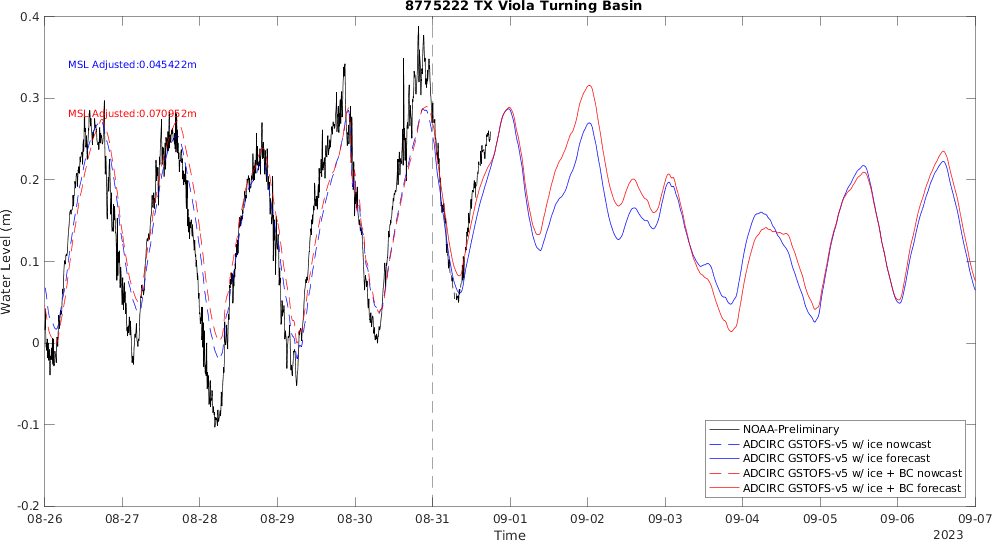 8775222 TX Viola Turning Basin
0.4
0.3
0.2
0.1
0
-0.1
-0.2
Water Level (m)
MSL Adjusted:0.045422m
MSL Adjusted:0.070952m
NOAA-Preliminary
ADCIRC GSTOFS-v5 w/ ice nowcast
ADCIRC GSTOFS-v5 w/ ice forecast
ADCIRC GSTOFS-v5 w/ ice + BC nowcast
ADCIRC GSTOFS-v5 w/ ice + BC forecast
08-26 08-27 08-28 08-29 08-30 08-31 09-01 09-02 09-03 09-04 09-05 09-06 09-07
Time
2023